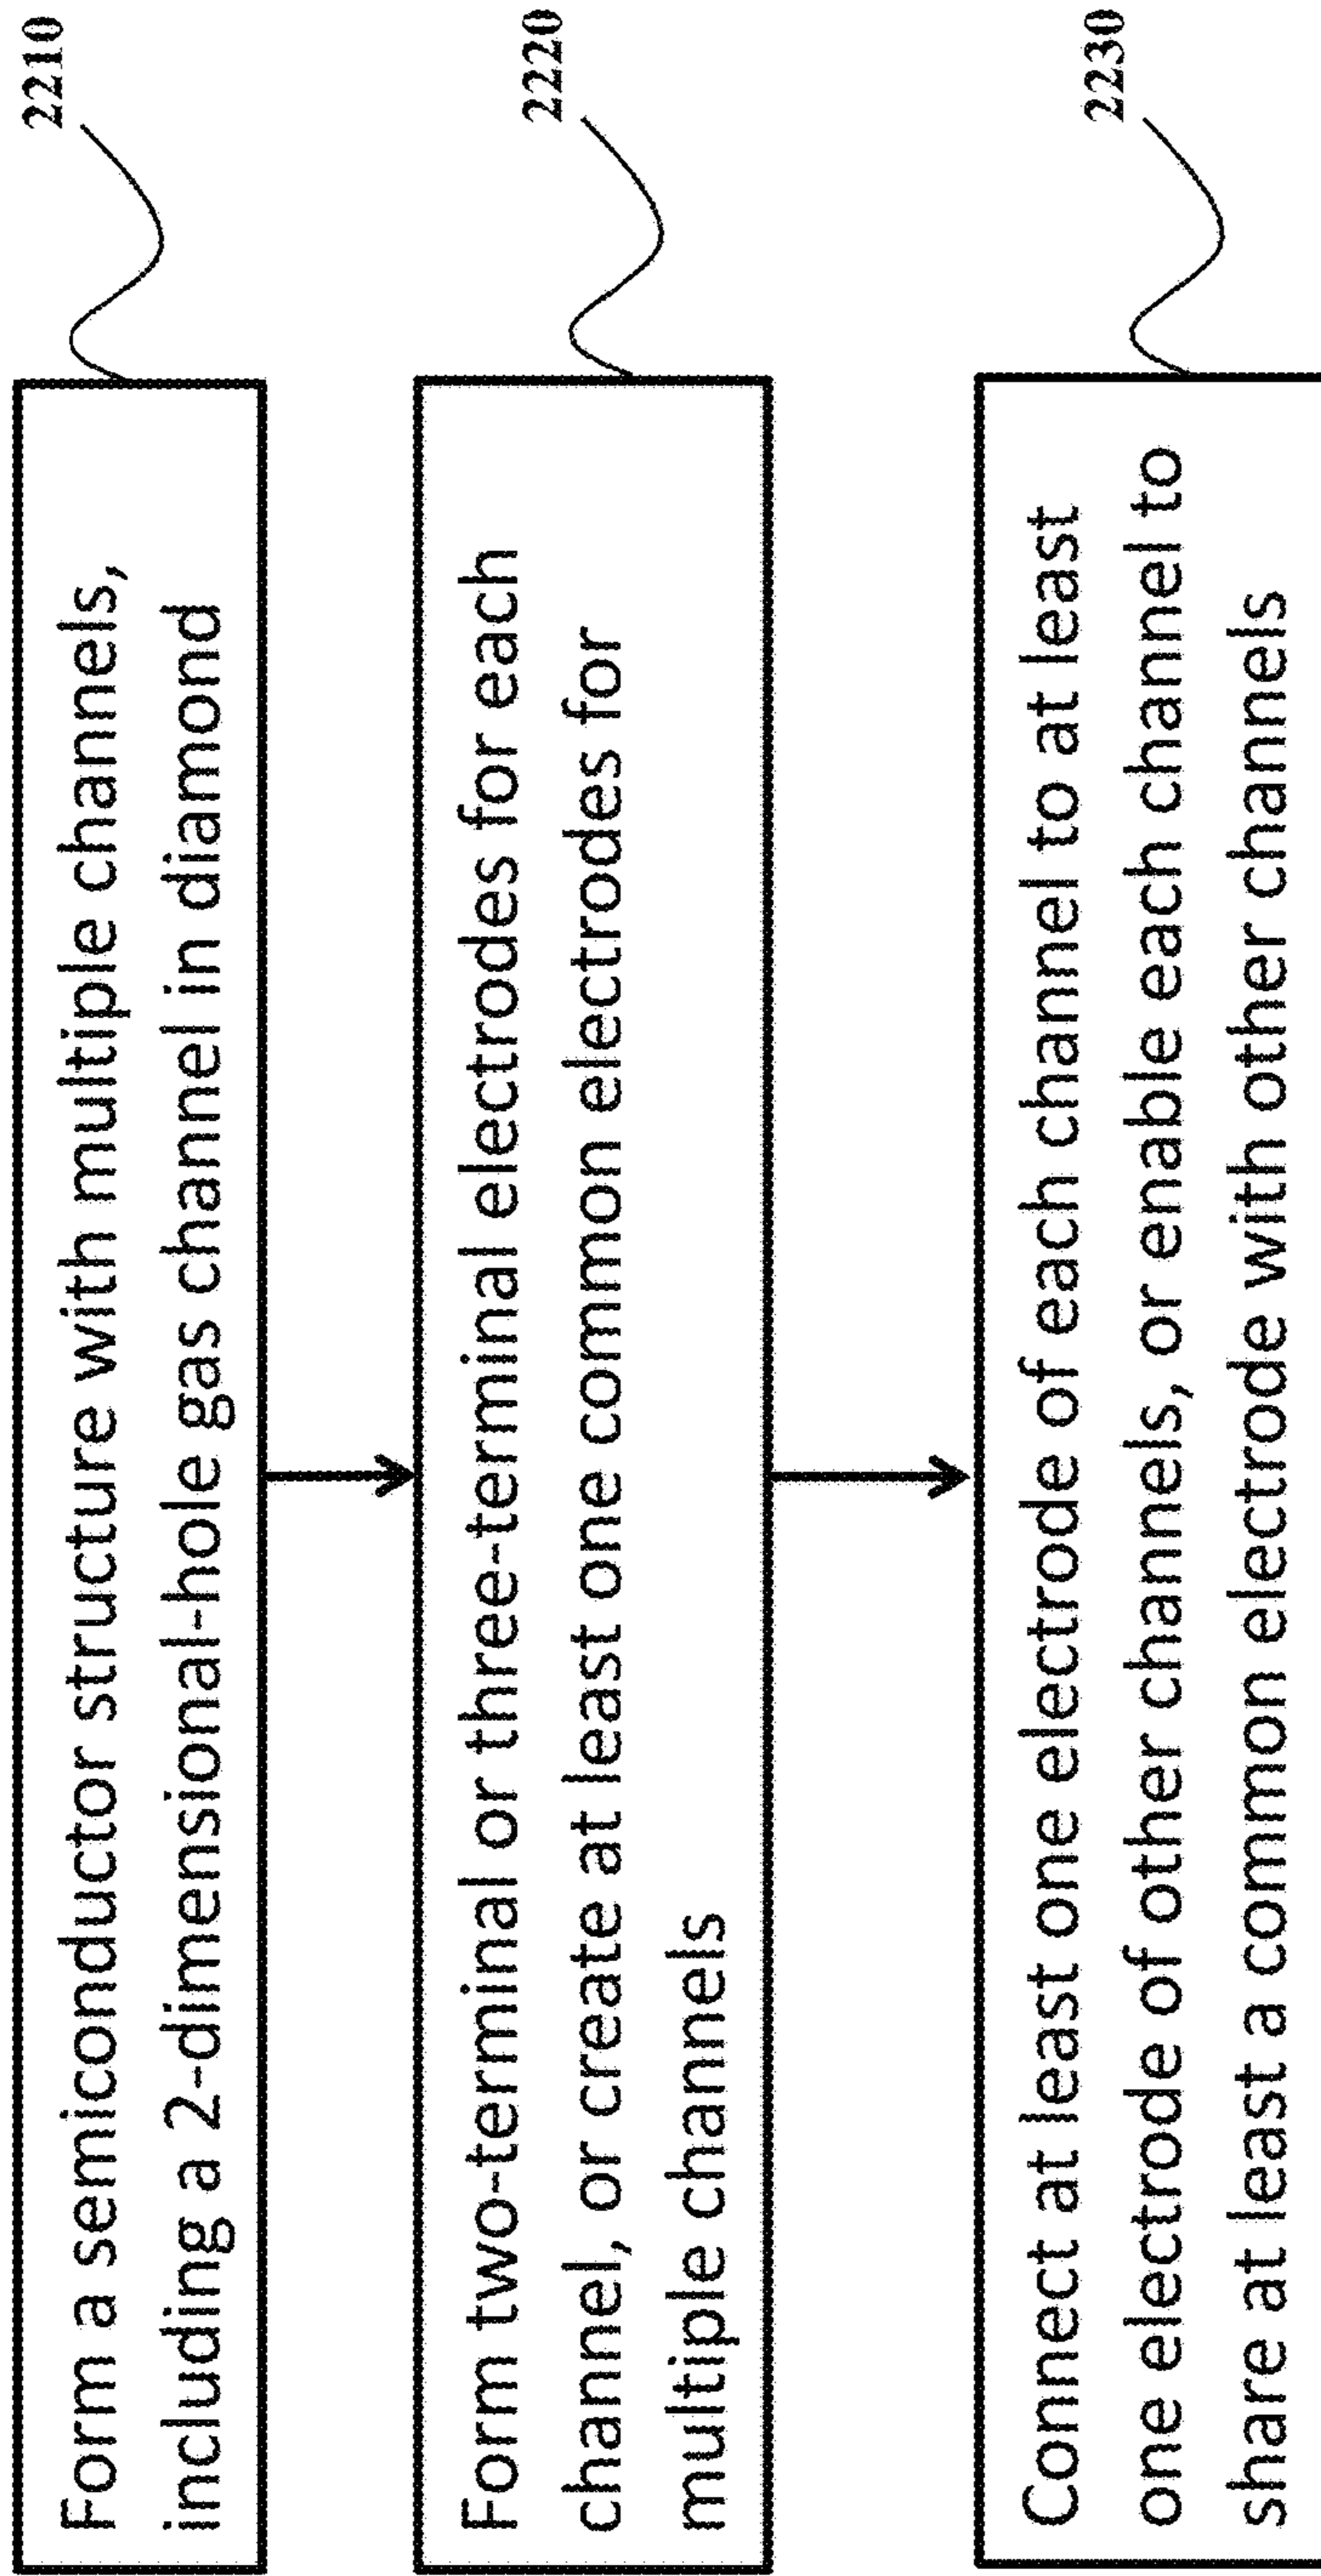 2210
Form a semiconductor structure with multiple channels,
including a 2-dimensional-hole gas channel in diamond
2220
Form two-terminal or three-terminal electrodes for each
channel, or create at least one common electrodes for
multiple channels
2230
Connect at least one electrode of each channel to at least
one electrode of other channels, or enable each channel to
share at least a common electrode with other channels